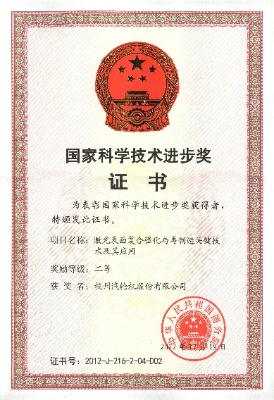 国家科学技术进步奖
证书
为表彰国家科学技术进步奖获得者，
特颁发此证书。
项目名称：激光表面复合强化与再制造关键技
术及其应用
奖励等级：二等
获奖者：杭州汽轮机股份有限公司
中华人民共和国国务院
证书号：2012-J-216-2-04-D02